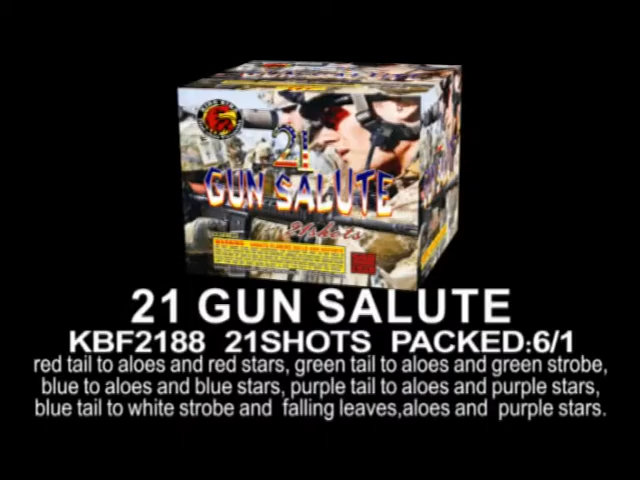 21
GUN SALUTE
21shots
WARNING
21 GUN SALUTE
KBF2188 21SHOTS PACKED:6/1
red tail to aloes and red stars, green tail to aloes and green strobe,
blue to aloes and blue stars, purple tail to aloes and purple stars,
blue tail to white strobe and falling leaves,aloes and purple stars.